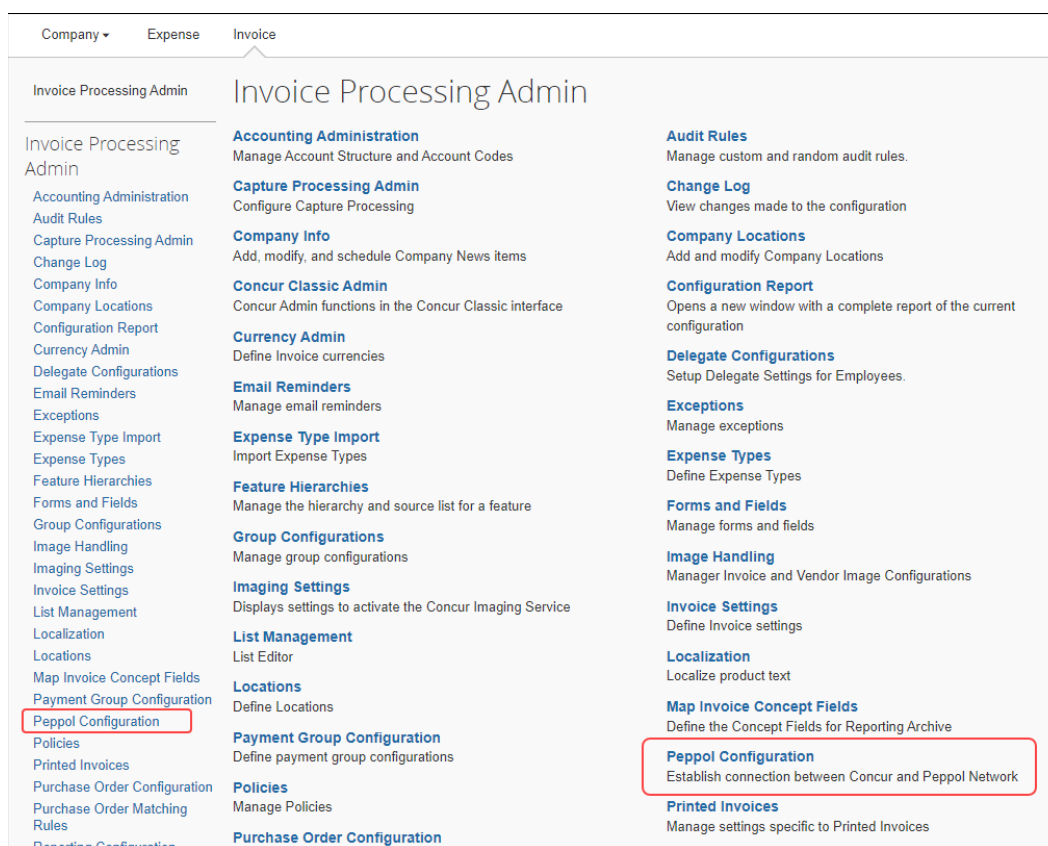 Company
Expense
Invoice
Invoice Processing Admin
Invoice Processing
Admin
Accounting Administration
Audit Rules
Capture Processing Admin
Change Log
Company Info
Company Locations
Configuration Report
Currency Admin
Delegate Configurations
Email Reminders
Exceptions
Expense Type Import
Expense Types
Feature Hierarchies
Forms and Fields
Group Configurations
Image Handling
Imaging Settings
Invoice Settings
List Management
Localization
Locations
Map Invoice Concept Fields
Payment Group Configuration
Peppol Configuration
Policies
Printed Invoices
Purchase Order Configuration
Purchase Order Matching
Rules
Reporting Configuration
Invoice Processing Admin
Accounting Administration
Manage Account Structure and Account Codes
Capture Processing Admin
Configure Capture Processing
Company Info
Add, modify, and schedule Company News items
Concur Classic Admin
Concur Admin functions in the Concur Classic interface
Currency Admin
Define Invoice currencies
Email Reminders
Manage email reminders
Expense Type Import
Import Expense Types
Feature Hierarchies
Manage the hierarchy and source list for a feature
Group Configurations
Manage group configurations
Imaging Settings
Displays settings to activate the Concur Imaging Service
List Management
List Editor
Locations
Define Locations
Payment Group Configuration
Define payment group configurations
Policies
Manage Policies
Purchase Order Configuration
Audit Rules
Manage custom and random audit rules.
Change Log
View changes made to the configuration
Company Locations
Add and modify Company Locations
Configuration Report
Opens a new window with a complete report of the current
configuration
Delegate Configurations
Setup Delegate Settings for Employees.
Exceptions
Manage exceptions
Expense Types
Define Expense Types
Forms and Fields
Manage forms and fields
Image Handling
Manager Invoice and Vendor Image Configurations
Invoice Settings
Define Invoice settings
Localization
Localize product text
Map Invoice Concept Fields
Define the Concept Fields for Reporting Archive
Peppol Configuration
Establish connection between Concur and Peppol Network
Printed Invoices
Manage settings specific to Printed Invoices